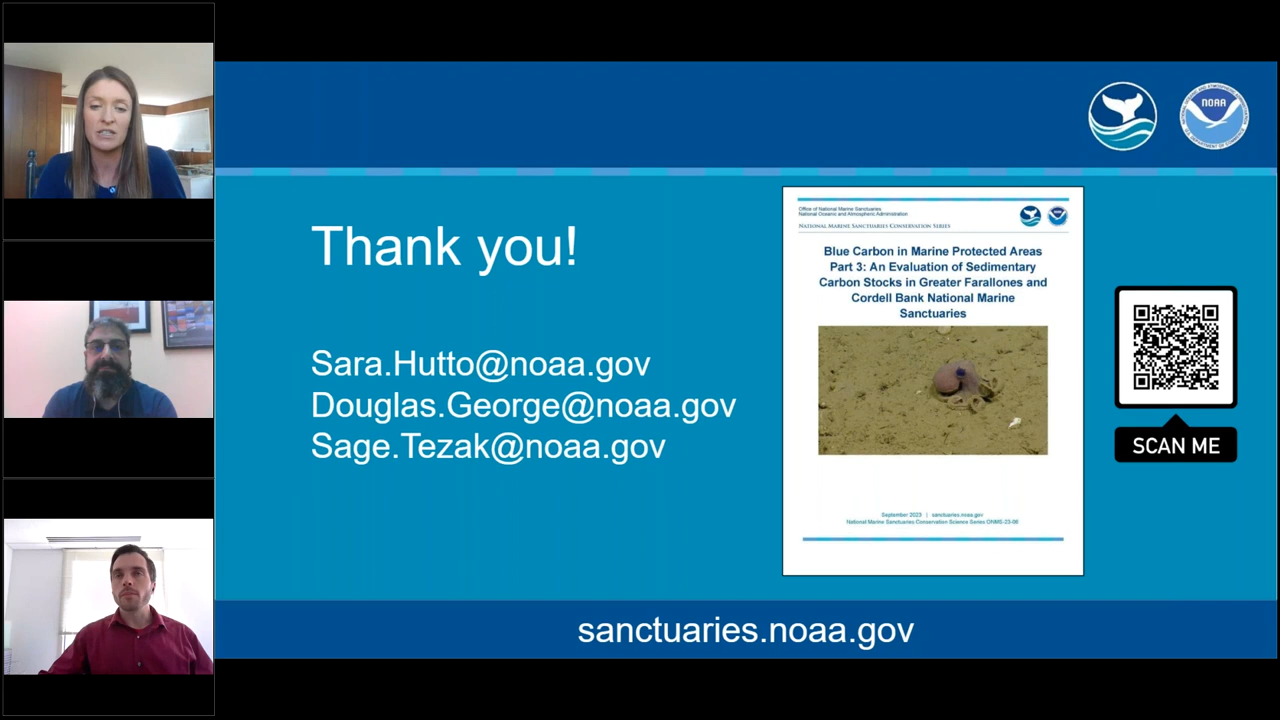 NOAA
Thank you!
Sara.Hutto@noaa.gov
Douglas.George@noaa.gov
Sage.Tezak@noaa.gov
Office of National Marine Sanctuaries
National Oceanic and Atmospheric Administration
NATIONAL MARINE SANCTUARIES CONSERVATION SERIES
Blue Carbon in Marine Protected Areas
Part 3: An Evaluation of Sedimentary
Carbon Stocks in Greater Farallones and
Cordell Bank National Marine
Sanctuaries
September 2023 | sanctuaries.noaa.gov
National Marine Sanctuaries Conservation Science Series ONMS-23-06
SCAN ME
sanctuaries.noaa.gov